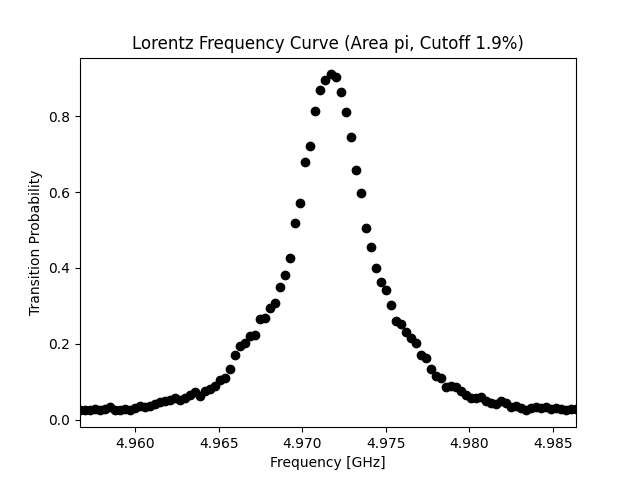 Lorentz Frequency Curve (Area pi, Cutoff 1.9%)
Transition Probability
0.8
0.6
0.4
0.2
0.0
4.960 4.965 4.970 4.975 4.980 4.985
Frequency [GHz]